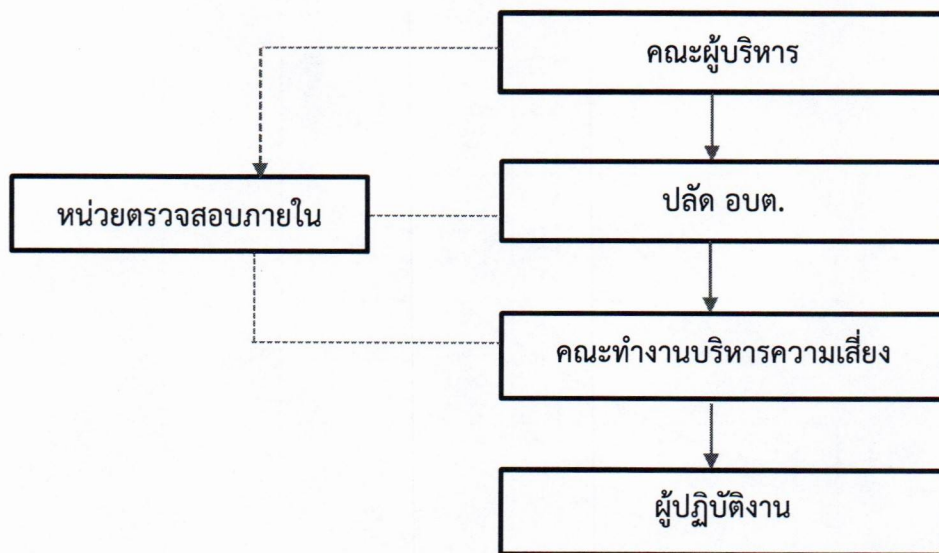 คณะผู้บริหาร
หน่วยตรวจสอบภายใน
ปลัด อบต.
คณะทำงานบริหารความเสี่ยง
ผู้ปฏิบัติงาน